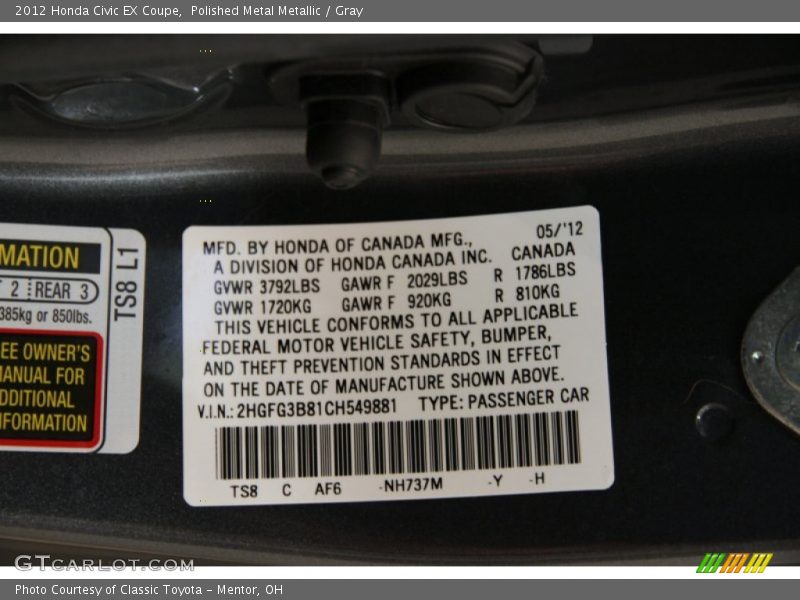 2012 Honda Civic EX Coupe, Polished Metal Metallic / Gray
MATION
2 REAR 3
385kg or 850lbs.
EE OWNER'S
ANUAL FOR
DDITIONAL
NFORMATION
TS8 L1
05/'12
MFD. BY HONDA OF CANADA MFG.,
A DIVISION OF HONDA CANADA INC. CANADA
GVWR 3792LBS GAWR F 2029LBS R 1786LBS
GVWR 1720KG GAWR F 920KG R 810KG
THIS VEHICLE CONFORMS TO ALL APPLICABLE
FEDERAL MOTOR VEHICLE SAFETY, BUMPER,
AND THEFT PREVENTION STANDARDS IN EFFECT
ON THE DATE OF MANUFACTURE SHOWN ABOVE.
V.I.N.: 2HGFG3B81CH549881 TYPE: PASSENGER CAR
TS8 C AF6 -NH737M -Y -H
GTCarLot.com
Photo Courtesy of Classic Toyota - Mentor, OH